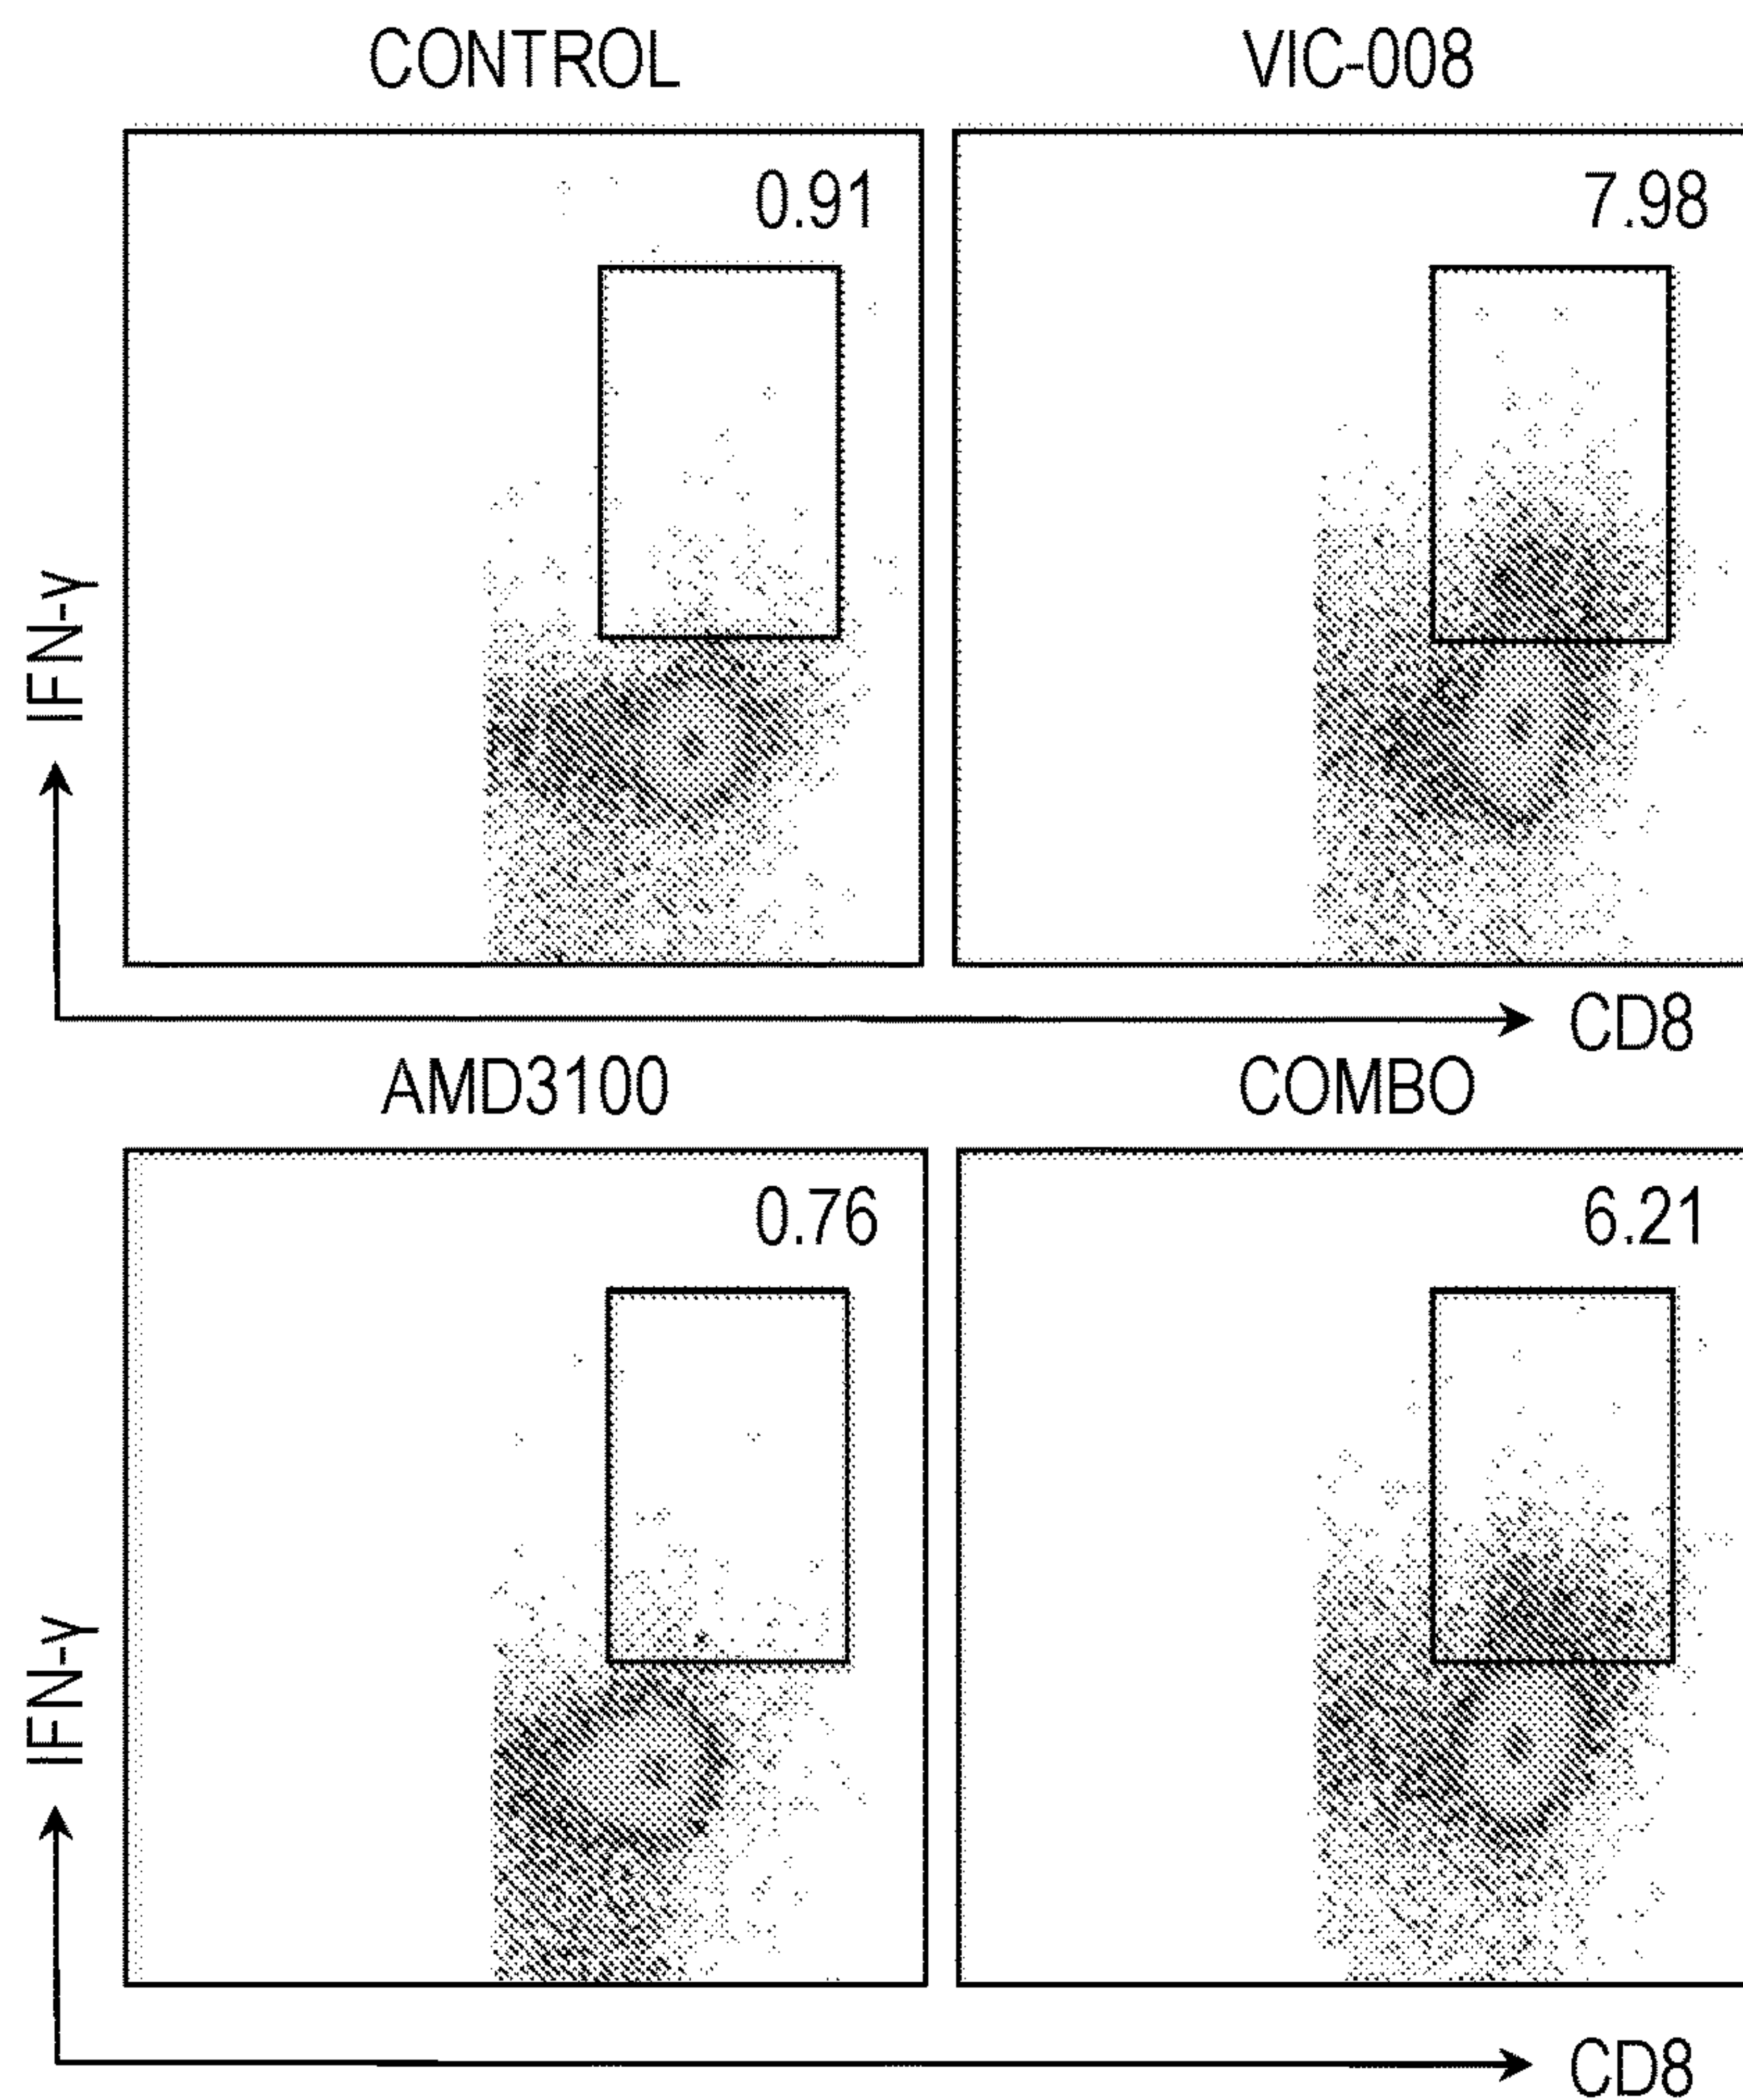 CONTROL
VIC-008
0.91
7.98
IFN-γ
CD8
AMD3100
COMBO
0.76
6.21
IFN-γ
CD8